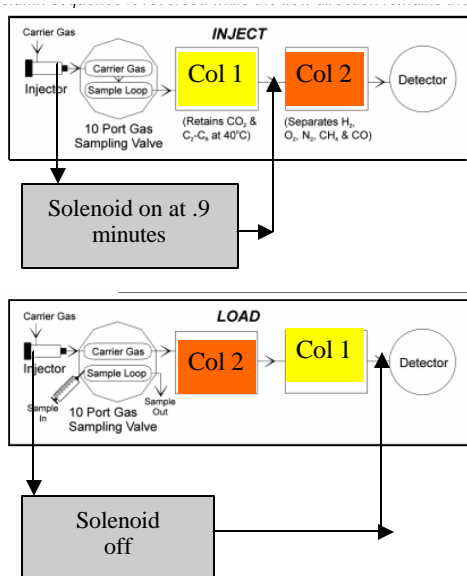 INJECT
Carrier Gas
Injector
Carrier Gas
Sample Loop
10 Port Gas
Sampling Valve
Col 1
(Retains CO₂ &
C₂-C₆ at 40°C)
Col 2
(Separates H₂,
O₂, N₂, CH₄ & CO)
Detector
Solenoid on at .9
minutes
LOAD
Carrier Gas
Injector
Carrier Gas
Sample Loop
Sample
In
Sample
Out
10 Port Gas
Sampling Valve
Col 2
Col 1
Detector
Solenoid
off